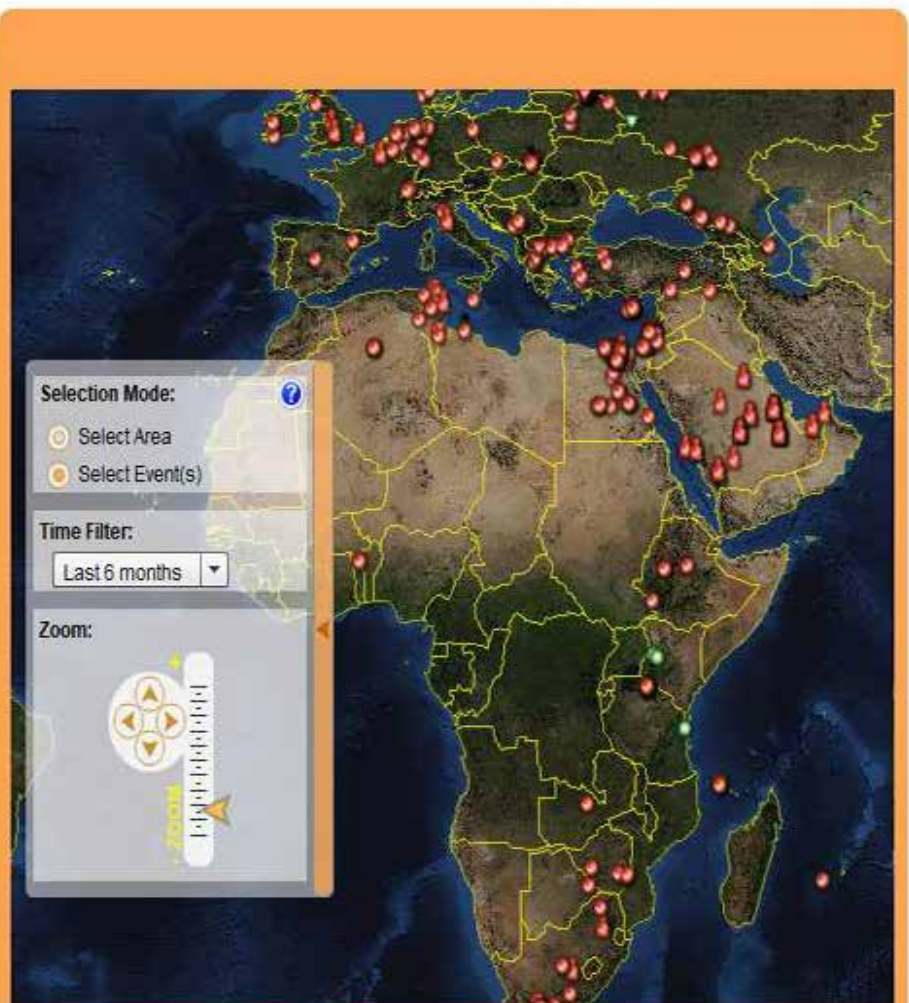 Selection Mode:
?
Select Area
Select Event(s)
Time Filter:
Last 6 months
Zoom:
+
- ZOOM